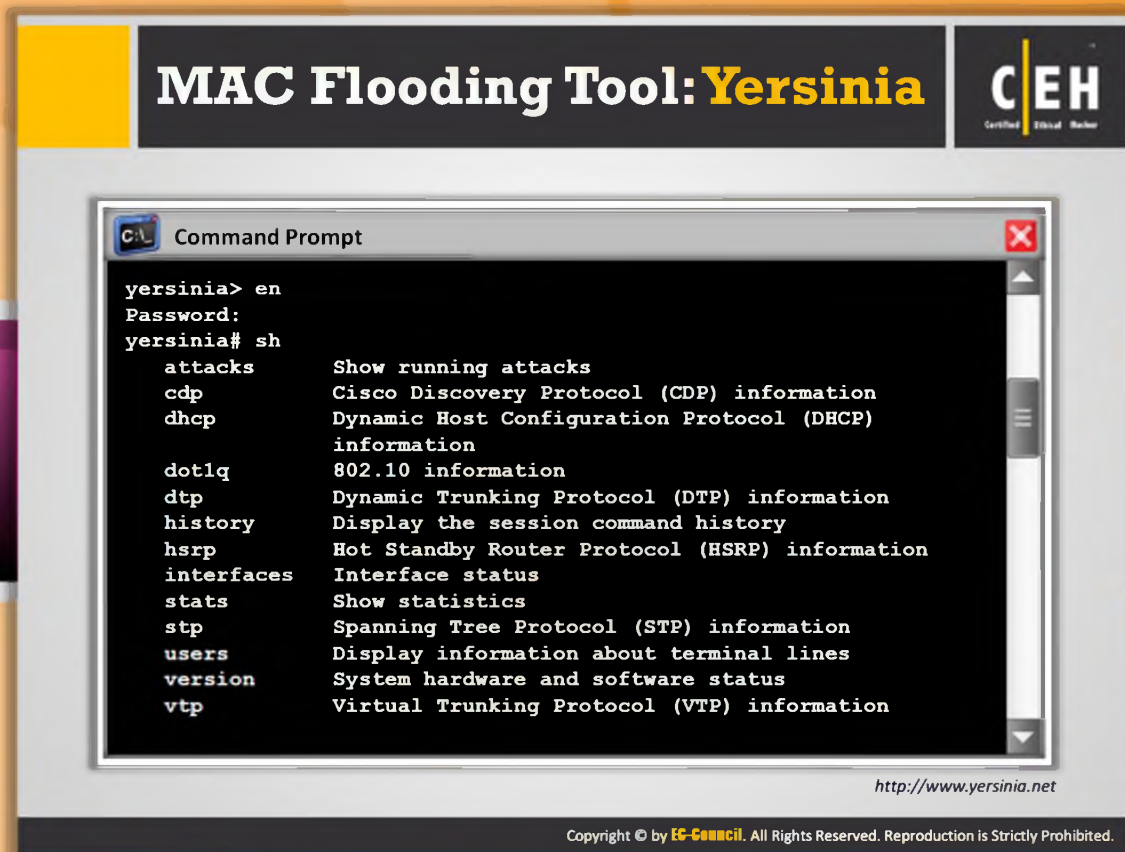 MAC Flooding Tool: Yersinia
C EH
Certified Ethical Hacker
C:\_ Command Prompt
yersinia> en
Password:
yersinia# sh
attacks Show running attacks
cdp Cisco Discovery Protocol (CDP) information
dhcp Dynamic Host Configuration Protocol (DHCP)
information
dot1q 802.10 information
dtp Dynamic Trunking Protocol (DTP) information
history Display the session command history
hsrp Hot Standby Router Protocol (HSRP) information
interfaces Interface status
stats Show statistics
stp Spanning Tree Protocol (STP) information
users Display information about terminal lines
version System hardware and software status
vtp Virtual Trunking Protocol (VTP) information
http://www.yersinia.net
Copyright © by EC-Council. All Rights Reserved. Reproduction is Strictly Prohibited.